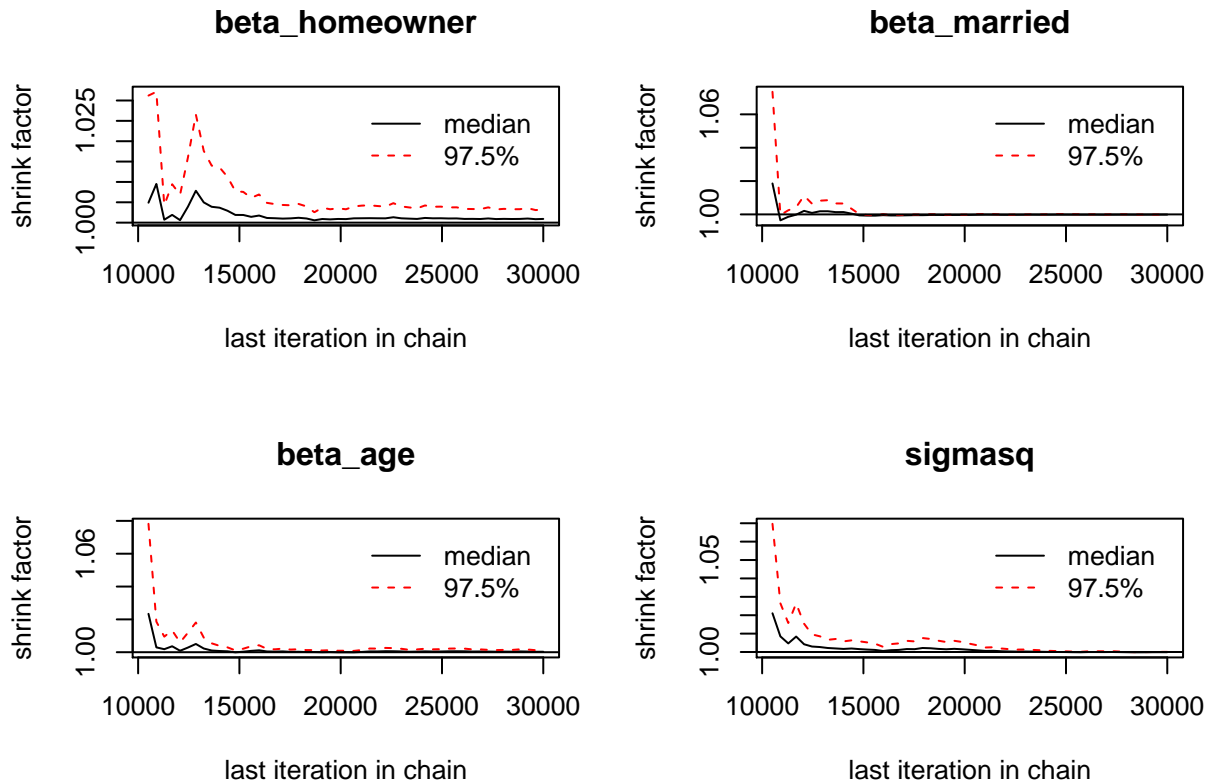 beta_homeowner
shrink factor
1.000 1.025
median
97.5%
10000 15000 20000 25000 30000
last iteration in chain
beta_married
shrink factor
1.00 1.06
median
97.5%
10000 15000 20000 25000 30000
last iteration in chain
beta_age
shrink factor
1.00 1.06
median
97.5%
10000 15000 20000 25000 30000
last iteration in chain
sigmasq
shrink factor
1.00 1.05
median
97.5%
10000 15000 20000 25000 30000
last iteration in chain